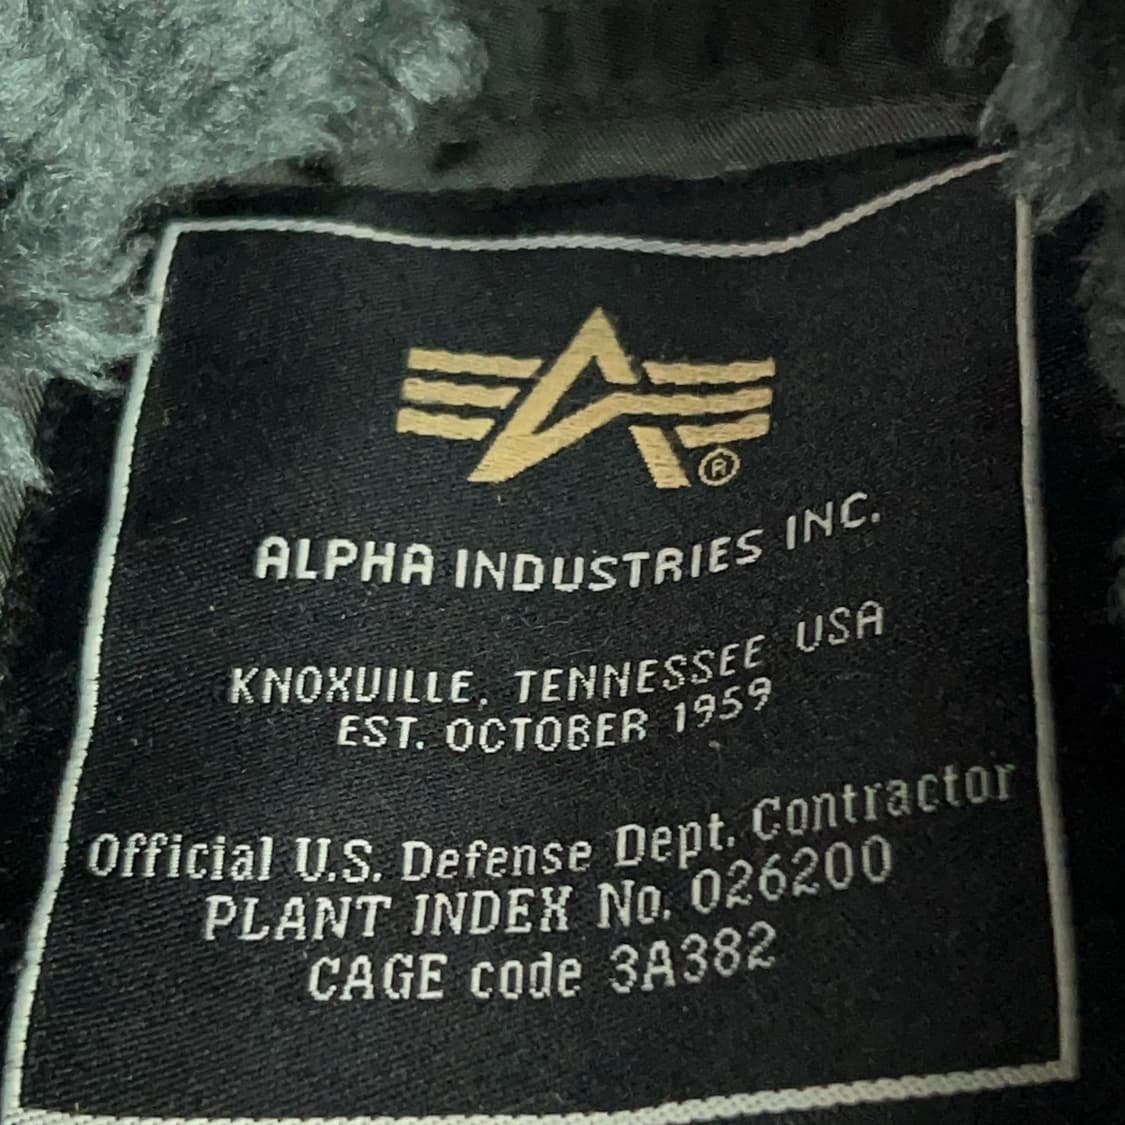 ALPHA INDUSTRIES INC.
KNOXVILLE, TENNESSEE USA
EST. OCTOBER 1959
Official U.S. Defense Dept. Contractor
PLANT INDEX No. 026200
CAGE code 3A382